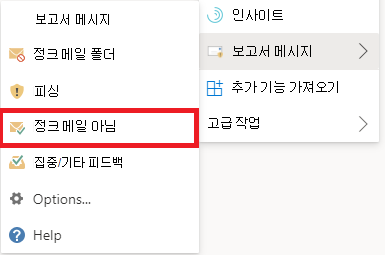 보고서 메시지
정크 메일 폴더
피싱
정크 메일 아님
집중/기타 피드백
Options...
Help
인사이트
보고서 메시지
추가 기능 가져오기
고급 작업